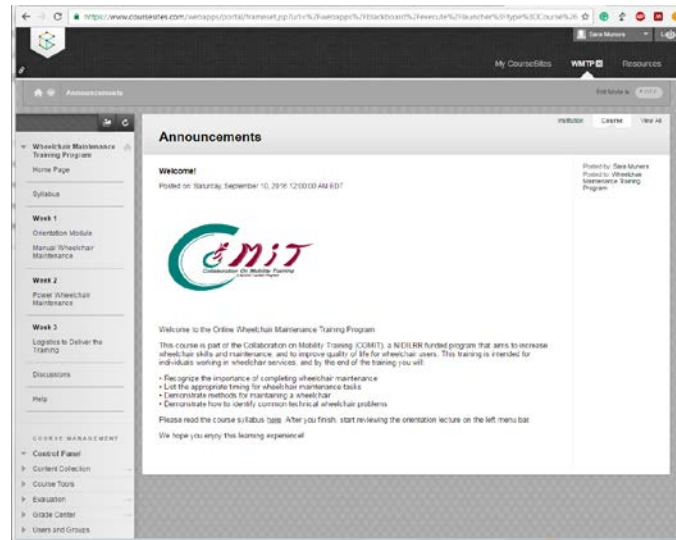 https://www.coursesites.com/webapps/portal/frameset.jsp?url=%2Fwebapps%2Fblackboard%2Fexecute%2Flauncher%3Ftype%3DCourse%26
Sara Munera
My CourseSites
WMTP
Resources
Announcements
Edit Mode is:
Institution
Course
View All
Wheelchair Maintenance
Training Program
Home Page
Syllabus
Week 1
Orientation Module
Manual Wheelchair
Maintenance
Week 2
Power Wheelchair
Maintenance
Week 3
Logistics to Deliver the
Training
Discussions
Help
COURSE MANAGEMENT
Control Panel
Content Collection
Course Tools
Evaluation
Grade Center
Users and Groups
Announcements
Welcome!
Posted on: Saturday, September 10, 2016 12:00:00 AM EDT
CoMiT
Collaboration On Mobility Training
Welcome to the Online Wheelchair Maintenance Training Program
This course is part of the Collaboration on Mobility Training (COMIT), a NIDILRR funded program that aims to increase
wheelchair skills and maintenance, and to improve quality of life for wheelchair users. This training is intended for
individuals working in wheelchair services, and by the end of the training you will:
• Recognize the importance of completing wheelchair maintenance
• List the appropriate timing for wheelchair maintenance tasks
• Demonstrate methods for maintaining a wheelchair
• Demonstrate how to identify common technical wheelchair problems
Please read the course syllabus here. After you finish, start reviewing the orientation lecture on the left menu bar.
We hope you enjoy this learning experience!
Posted by: Sara Munera
Posted to: Wheelchair
Maintenance Training
Program